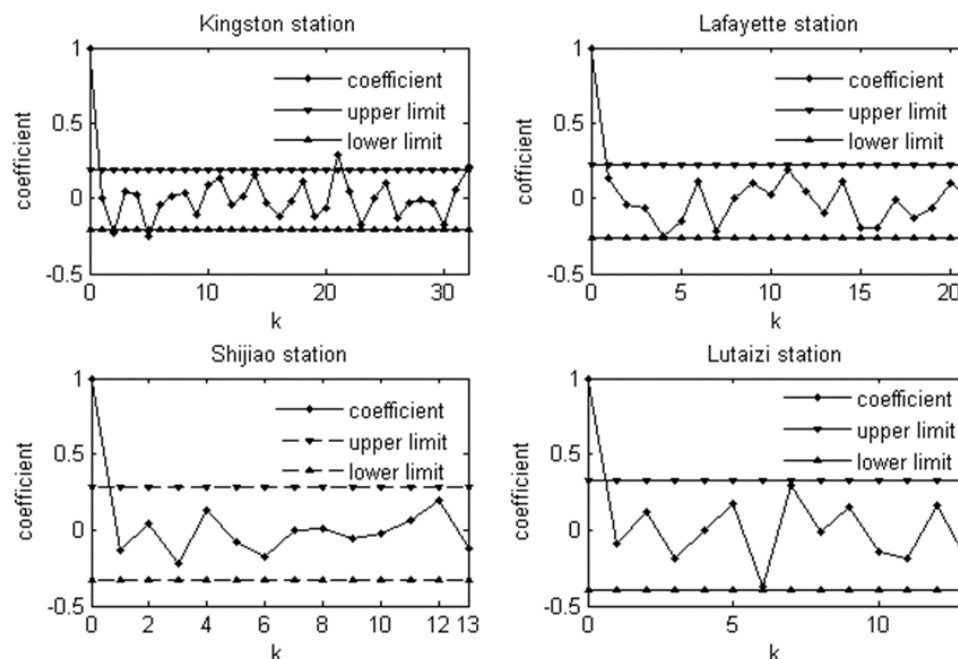 Kingston station
1
0.5
0
-0.5
coefficient
coefficient
upper limit
lower limit
0 10 20 30
k
Lafayette station
1
0.5
0
-0.5
cofficient
coefficient
upper limit
lower limit
0 5 10 15 20
k
Shijiao station
1
0.5
0
-0.5
coefficient
coefficient
upper limit
lower limit
0 2 4 6 8 10 12 13
k
Lutaizi station
1
0.5
0
-0.5
coefficient
coefficient
upper limit
lower limit
0 5 10
k